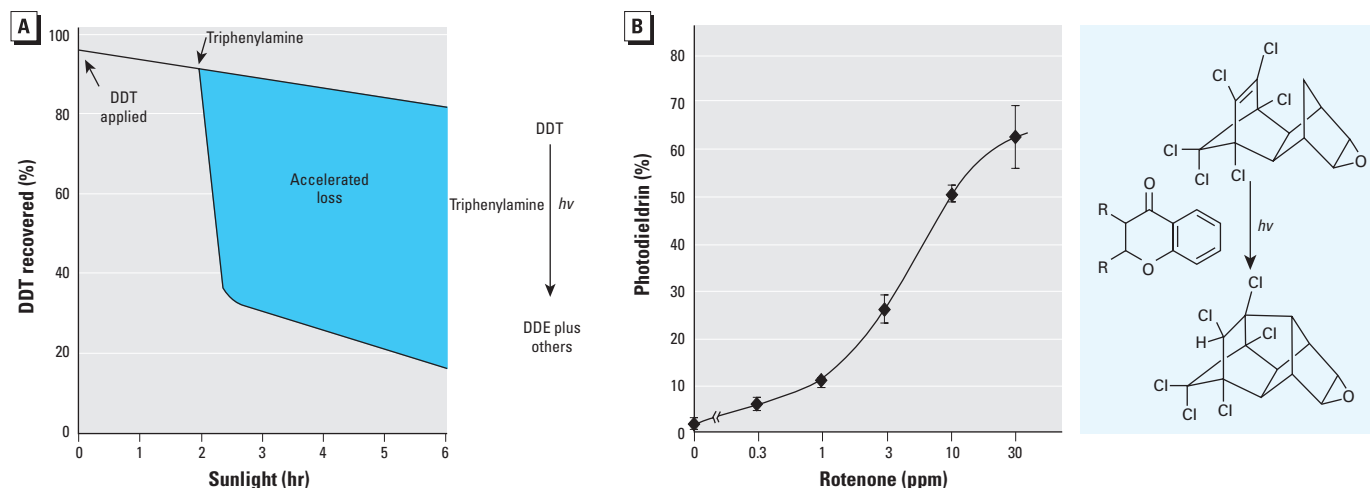 A
100
80
60
40
20
0
DDT recovered (%)
Triphenylamine
DDT
applied
Accelerated
loss
0 1 2 3 4 5 6
Sunlight (hr)
DDT
Triphenylamine hv
DDE plus
others
B
80
70
60
50
40
30
20
10
0
Photodieldrin (%)
0 0.3 1 3 10 30
Rotenone (ppm)
Cl
Cl
Cl
Cl
Cl
Cl
O
O
R
R
O
hv
Cl
Cl
H
Cl
Cl
Cl
Cl
O